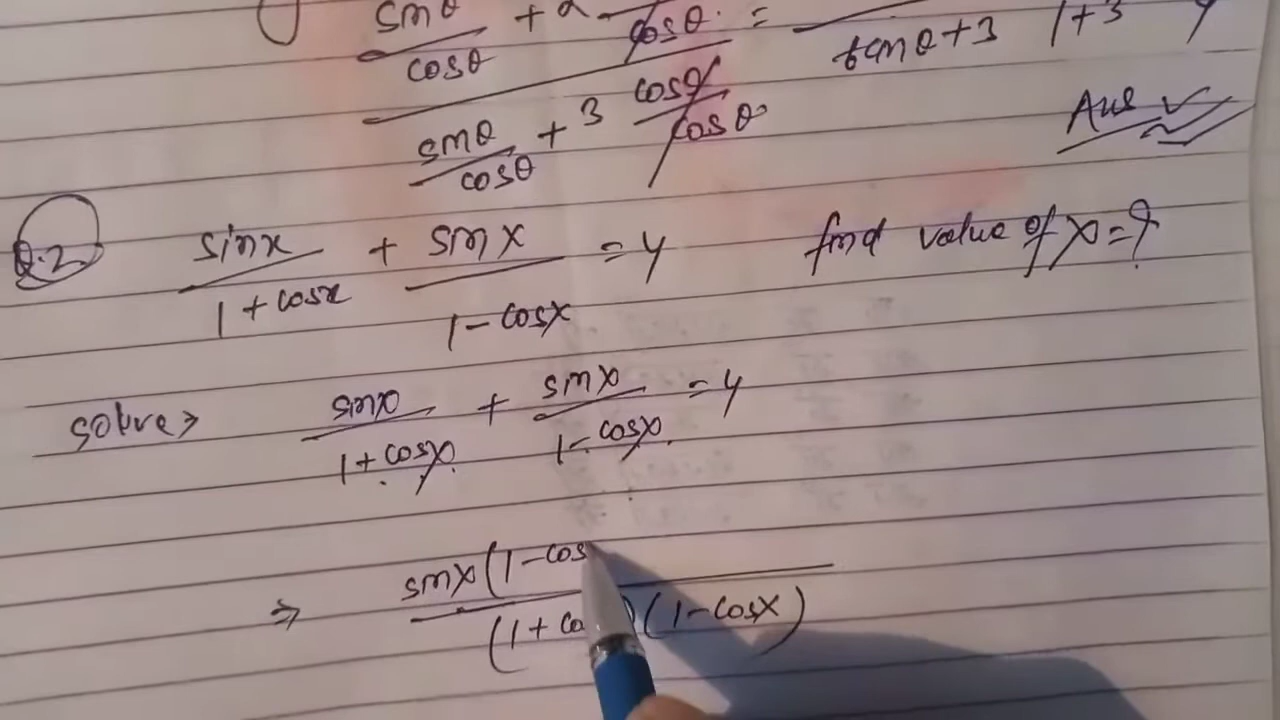 sinθ/cosθ + 2 cosθ/cosθ = tanθ+3 1+3
sinθ/cosθ + 3 cosθ/cosθ
Ans
Q.2 sinx/1+cosx + sinx/1-cosx = 4 find value of x=?
solve⇒ sinx/1+cosx + sinx/1-cosx = 4
⇒ sinx(1-cos
(1+co )(1-cosx)